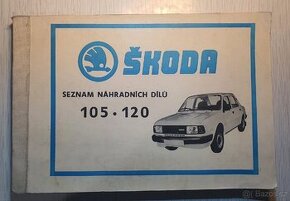 ŠKODA
SEZNAM NÁHRADNÍCH DÍLŮ
105 · 120